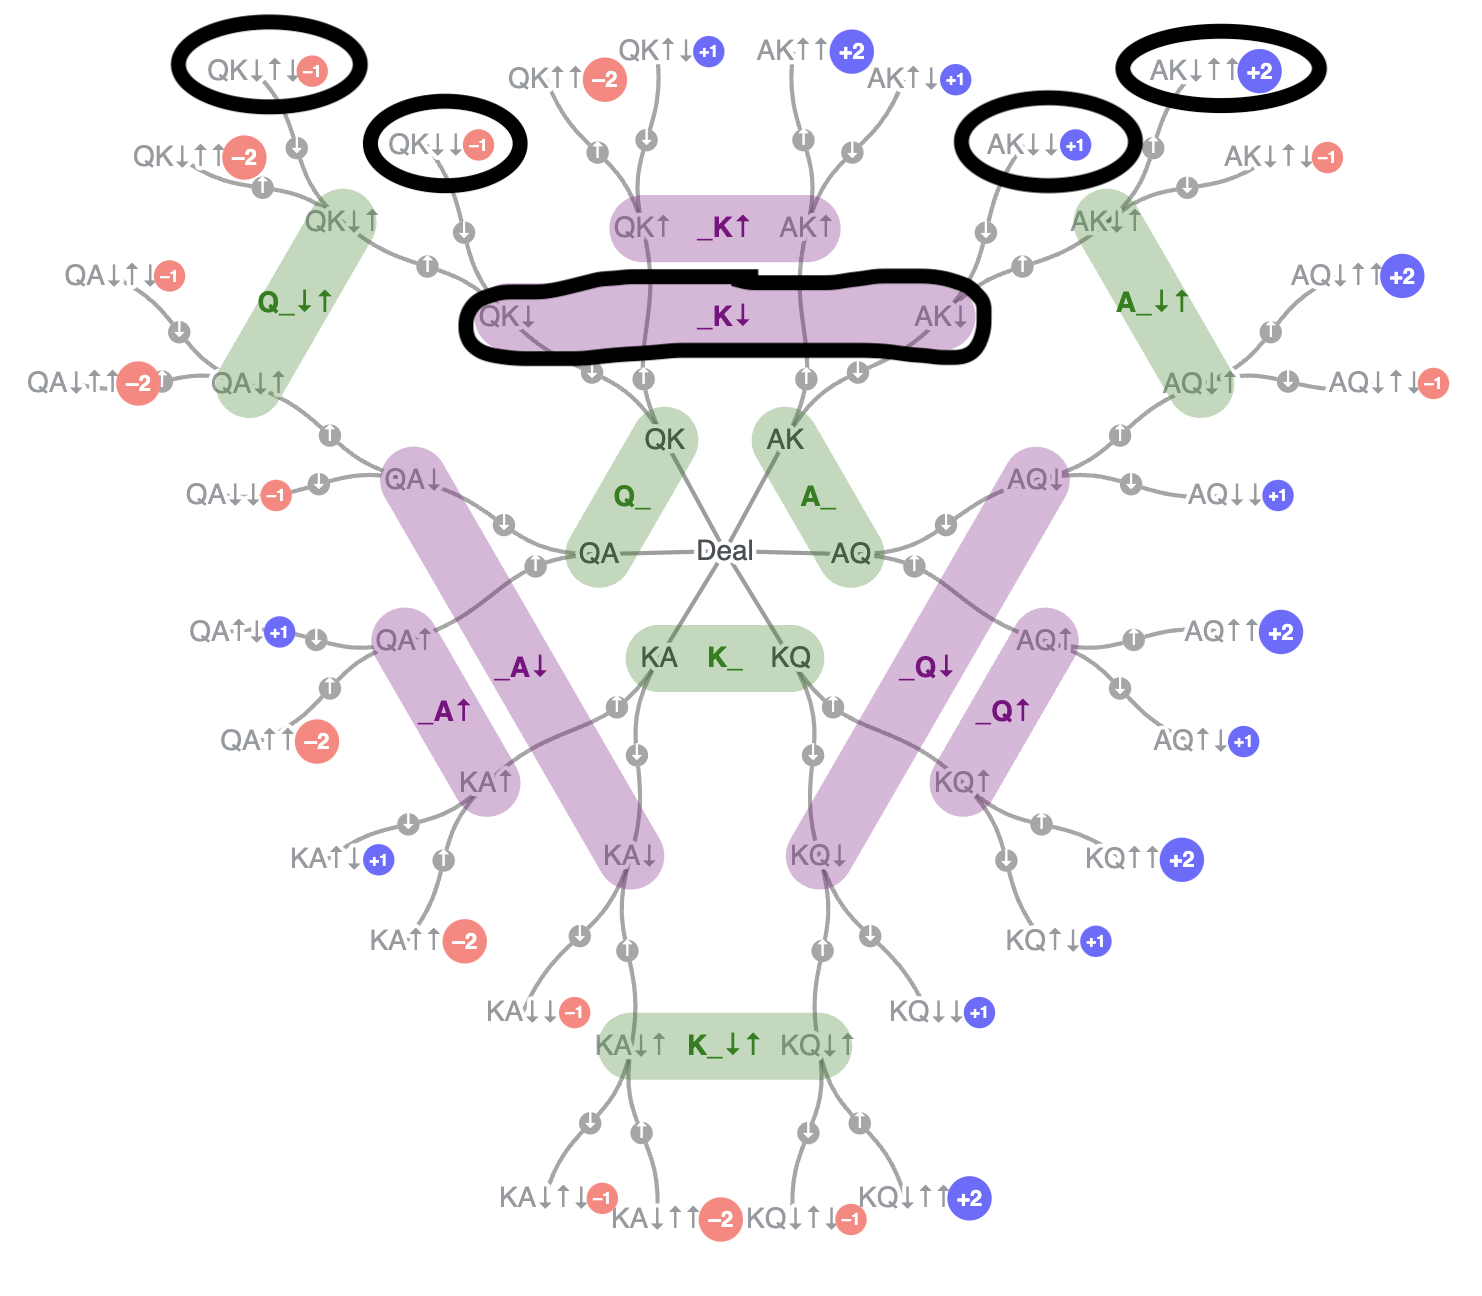 QK↓↑↓ −1
QK↑↓ +1
AK↑↑ +2
AK↓↑↑ +2
QK↑↑ −2
AK↑↓ +1
QK↓↑↑ −2
QK↓↓ −1
AK↓↓ +1
AK↓↑↓ −1
QK↓↑
QK↑ _K↑ AK↑
AK↓↑
QA↓↑↓ −1
Q_↓↑
QK↓ _K↓ AK↓
A_↓↑
AQ↓↑↑ +2
QA↓↑↑ −2
QA↓↑
AQ↓↑
AQ↓↑↓ −1
QK
AK
QA↓↓ −1
QA↓
Q_
A_
AQ↓
AQ↓↓ +1
QA
Deal
AQ
QA↑↓ +1
QA↑
KA K_ KQ
AQ↑
AQ↑↑ +2
_A↓
_Q↓
_A↑
_Q↑
QA↑↑ −2
AQ↑↓ +1
KA↑
KQ↑
KA↑↓ +1
KA↓
KQ↓
KQ↑↑ +2
KA↑↑ −2
KQ↑↓ +1
KA↓↓ −1
KQ↓↓ +1
KA↓↑ K_↓↑ KQ↓↑
KA↓↑↓ −1
KA↓↑↑ −2
KQ↓↑↓ −1
KQ↓↑↑ +2